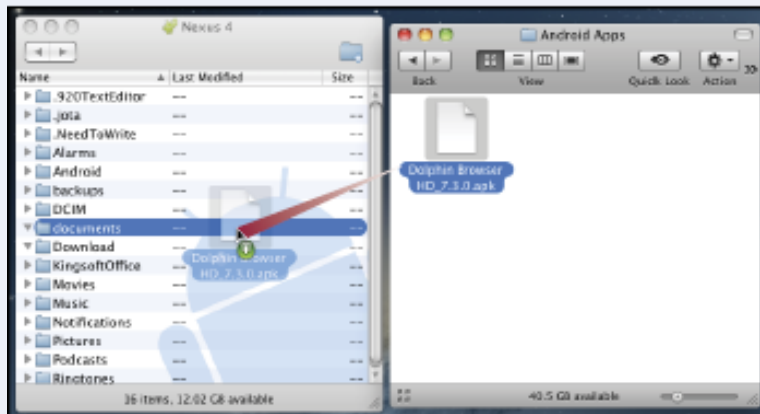 Nexus 4
Name
Last Modified
Size
.920TextEditor -- --
.jota -- --
.NeedToWrite -- --
Alarms -- --
Android -- --
backups -- --
DCIM -- --
documents -- --
Download -- --
KingsoftOffice -- --
Movies -- --
Music -- --
Notifications -- --
Pictures -- --
Podcasts -- --
Ringtones -- --
Dolphin Browser
HD_7.3.0.apk
36 items, 12.02 GB available
Android Apps
Back
View
Quick Look
Action
Dolphin Browser
HD_7.3.0.apk
40.5 GB available